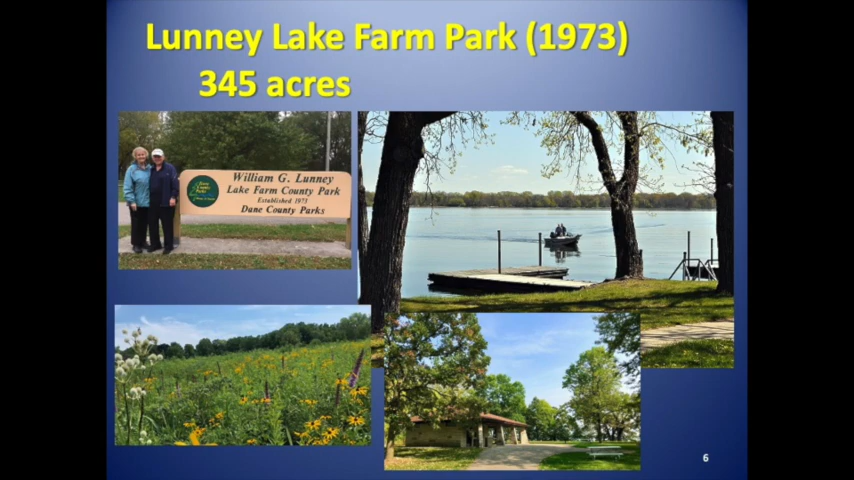 Lunney Lake Farm Park (1973)
345 acres
William G. Lunney
Lake Farm County Park
Established 1973
Dane County Parks
6